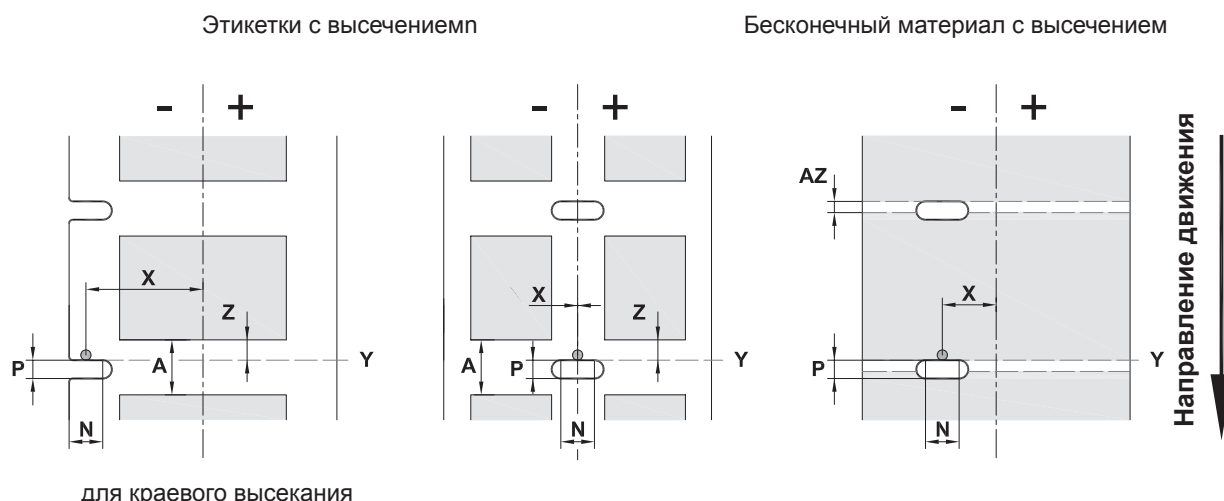 Этикетки с высечениемn
Бесконечный материал с высечением
- +
- +
- +
Направление движения
AZ
X
X
X
Z
Z
P
A
Y
A
P
Y
P
Y
N
N
N
для краевого высекания